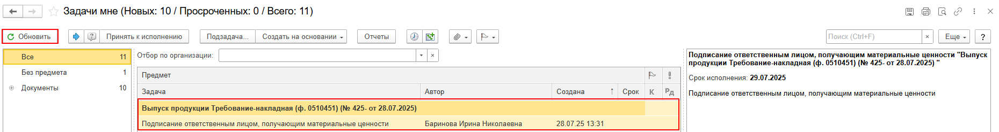 Задачи мне (Новых: 10 / Просроченных: 0 / Всего: 11)
Обновить
Принять к исполнению
Подзадача...
Создать на основании
Отчеты
Поиск (Ctrl+F)
×
Еще
?
Все 11
Без предмета 1
Документы 10
Отбор по организации:
×
Предмет
Задача Автор Создана ↑ Срок К Рд
Выпуск продукции Требование-накладная (ф. 0510451) (№ 425- от 28.07.2025)
Подписание ответственным лицом, получающим материальные ценности Баринова Ирина Николаевна 28.07.25 13:31
Подписание ответственным лицом, получающим материальные ценности "Выпуск
продукции Требование-накладная (ф. 0510451) (№ 425- от 28.07.2025) "
Срок исполнения: 29.07.2025
Подписание ответственным лицом, получающим материальные ценности